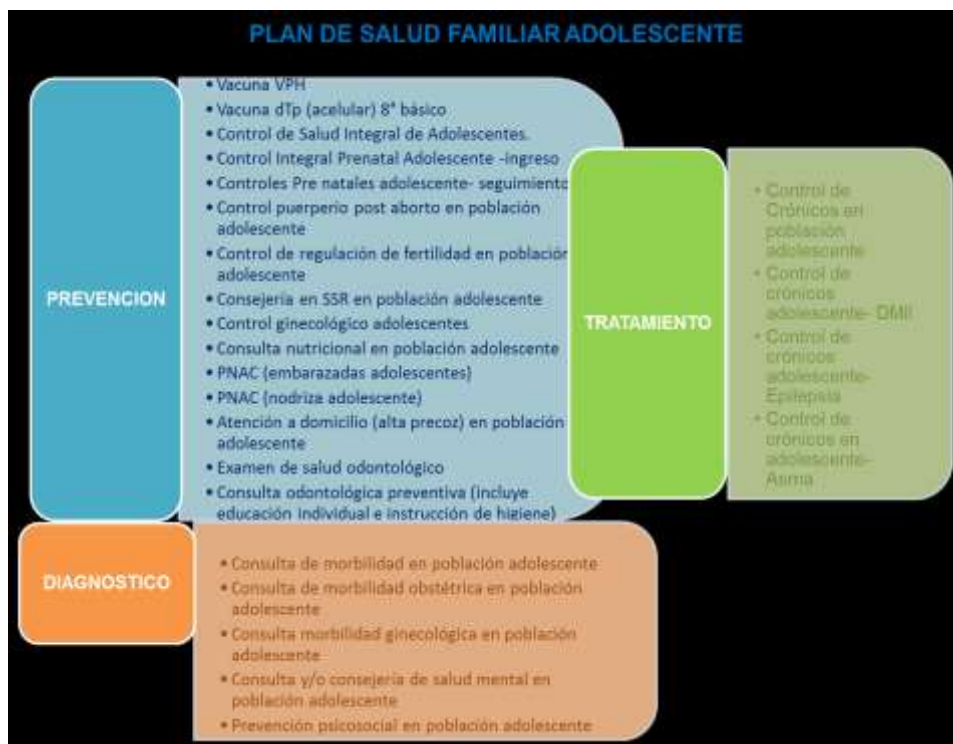 PLAN DE SALUD FAMILIAR ADOLESCENTE
PREVENCION
• Vacuna VPH
• Vacuna dTp (acelular) 8° básico
• Control de Salud Integral de Adolescentes.
• Control Integral Prenatal Adolescente -ingreso
• Controles Pre natales adolescente- seguimiento
• Control puerperio post aborto en población
adolescente
• Control de regulación de fertilidad en población
adolescente
• Consejería en SSR en población adolescente
• Control ginecológico adolescentes
• Consulta nutricional en población adolescente
• PNAC (embarazadas adolescentes)
• PNAC (nodriza adolescente)
• Atención a domicilio (alta precoz) en población
adolescente
• Examen de salud odontológico
• Consulta odontológica preventiva (incluye
educación individual e instrucción de higiene)
TRATAMIENTO
• Control de
Crónicos en
población
adolescente
• Control de
crónicos
adolescente- DMII
• Control de
crónicos
adolescente-
Epilepsia
• Control de
crónicos en
adolescente-
Asma
DIAGNOSTICO
• Consulta de morbilidad en población adolescente
• Consulta de morbilidad obstétrica en población
adolescente
• Consulta morbilidad ginecológica en población
adolescente
• Consulta y/o consejería de salud mental en
población adolescente
• Prevención psicosocial en población adolescente